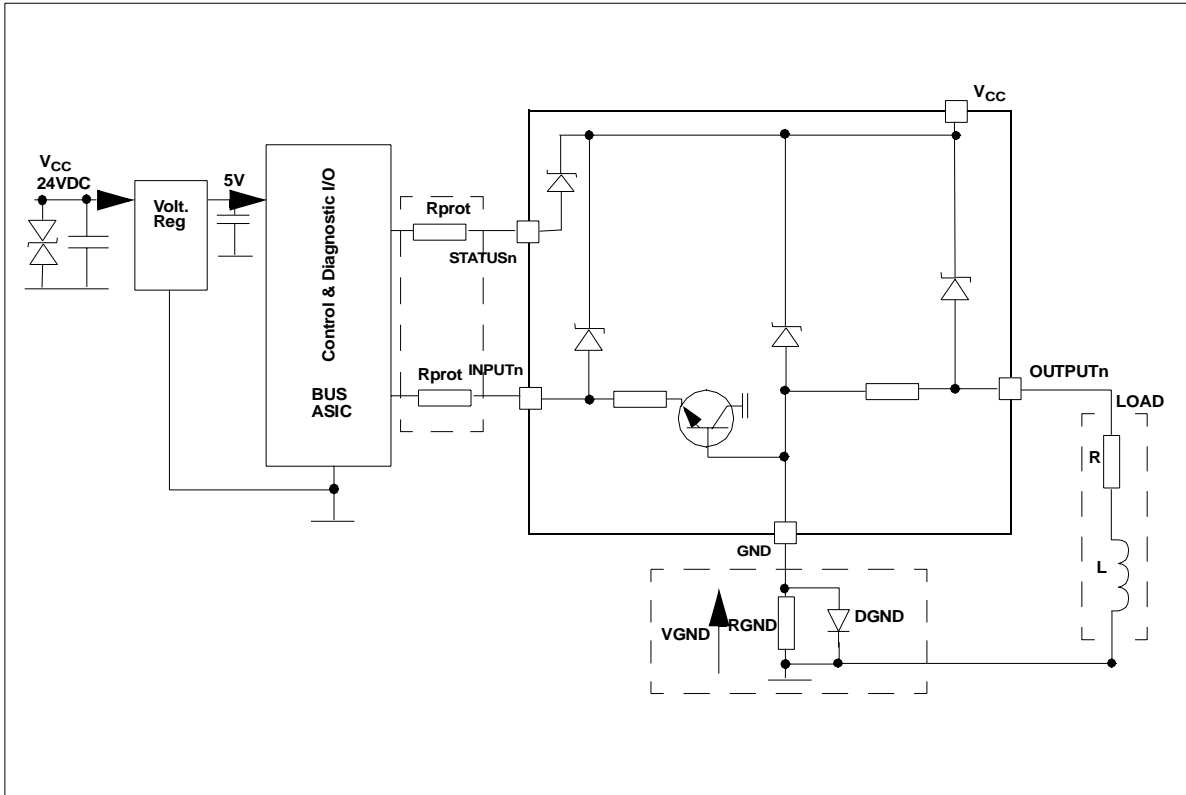 VCC
VCC
24VDC
5V
Volt.
Reg
Control & Diagnostic I/O
BUS
ASIC
Rprot
STATUSn
Rprot
INPUTn
OUTPUTn
LOAD
R
L
GND
VGND
RGND
DGND